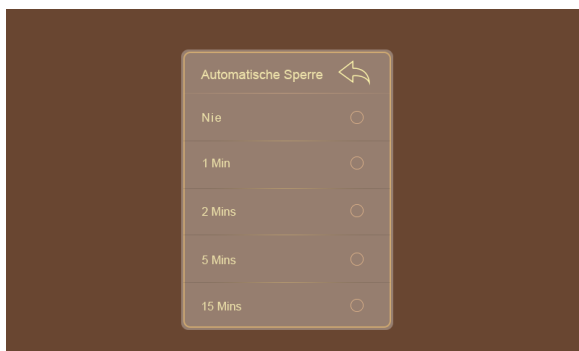 Automatische Sperre
Nie
1 Min
2 Mins
5 Mins
15 Mins